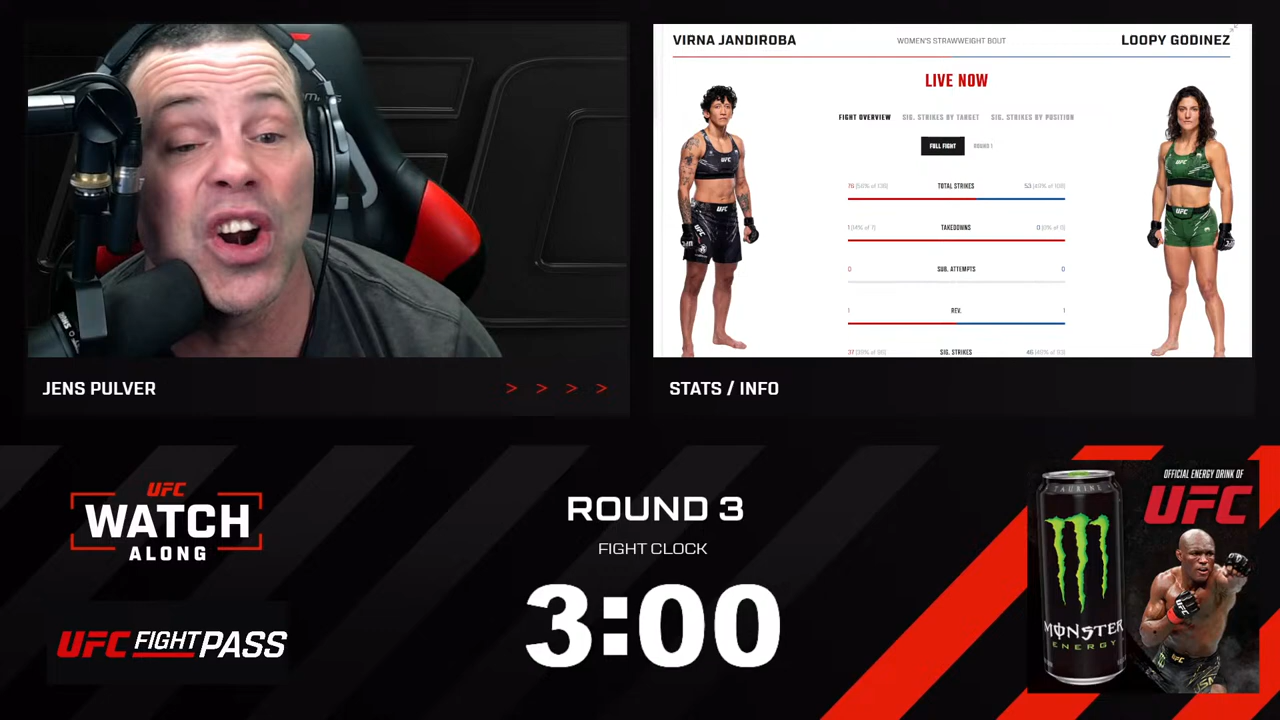 VIRNA JANDIROBA
WOMEN'S STRAWWEIGHT BOUT
LOOPY GODINEZ
LIVE NOW
FIGHT OVERVIEW
SIG. STRIKES BY TARGET
SIG. STRIKES BY POSITION
FULL FIGHT
ROUND 1
TOTAL STRIKES
TAKEDOWNS
0
SUB. ATTEMPTS
0
1
REV.
1
SIG. STRIKES
JENS PULVER
> > > >
STATS / INFO
UFC
WATCH
ALONG
UFC FIGHT PASS
ROUND 3
FIGHT CLOCK
3:00
OFFICIAL ENERGY DRINK OF
UFC
TAURINE
MONSTER
ENERGY